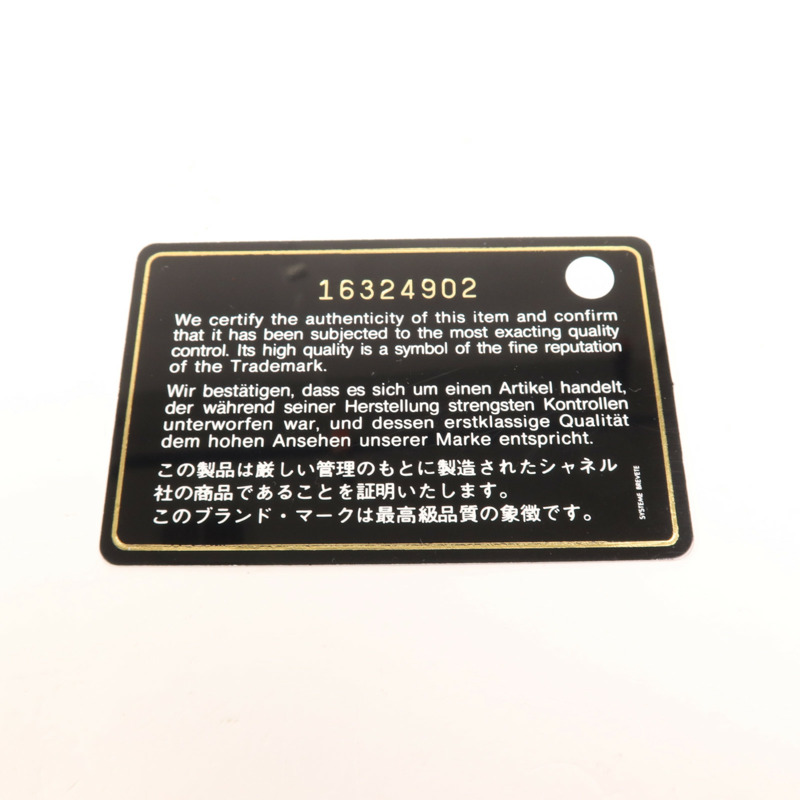 16324902
We certify the authenticity of this item and confirm
that it has been subjected to the most exacting quality
control. Its high quality is a symbol of the fine reputation
of the Trademark.
Wir bestätigen, dass es sich um einen Artikel handelt,
der während seiner Herstellung strengsten Kontrollen
unterworfen war, und dessen erstklassige Qualität
dem hohen Ansehen unserer Marke entspricht.
この製品は厳しい管理のもとに製造されたシャネル
社の商品であることを証明いたします。
このブランド・マークは最高級品質の象徴です。
SYSTEME BREVETE